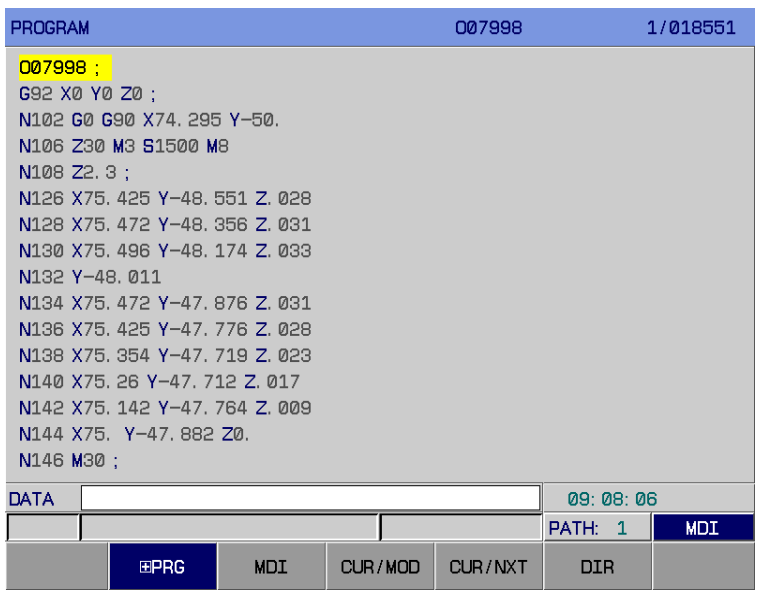 PROGRAM O07998 1/018551
O07998 ;
G92 X0 Y0 Z0 ;
N102 G0 G90 X74.295 Y-50.
N106 Z30 M3 S1500 M8
N108 Z2.3 ;
N126 X75.425 Y-48.551 Z.028
N128 X75.472 Y-48.356 Z.031
N130 X75.496 Y-48.174 Z.033
N132 Y-48.011
N134 X75.472 Y-47.876 Z.031
N136 X75.425 Y-47.776 Z.028
N138 X75.354 Y-47.719 Z.023
N140 X75.26 Y-47.712 Z.017
N142 X75.142 Y-47.764 Z.009
N144 X75. Y-47.882 Z0.
N146 M30 ;
DATA 09:08:06
PATH: 1 MDI
⊞PRG MDI CUR/MOD CUR/NXT DIR